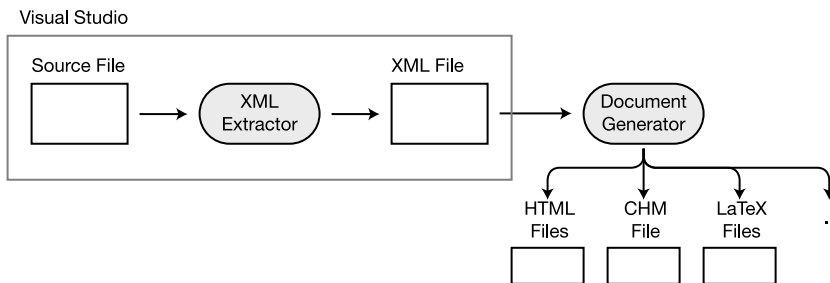 Visual Studio
Source File
XML File
XML
Extractor
Document
Generator
HTML
Files
CHM
File
LaTeX
Files
.